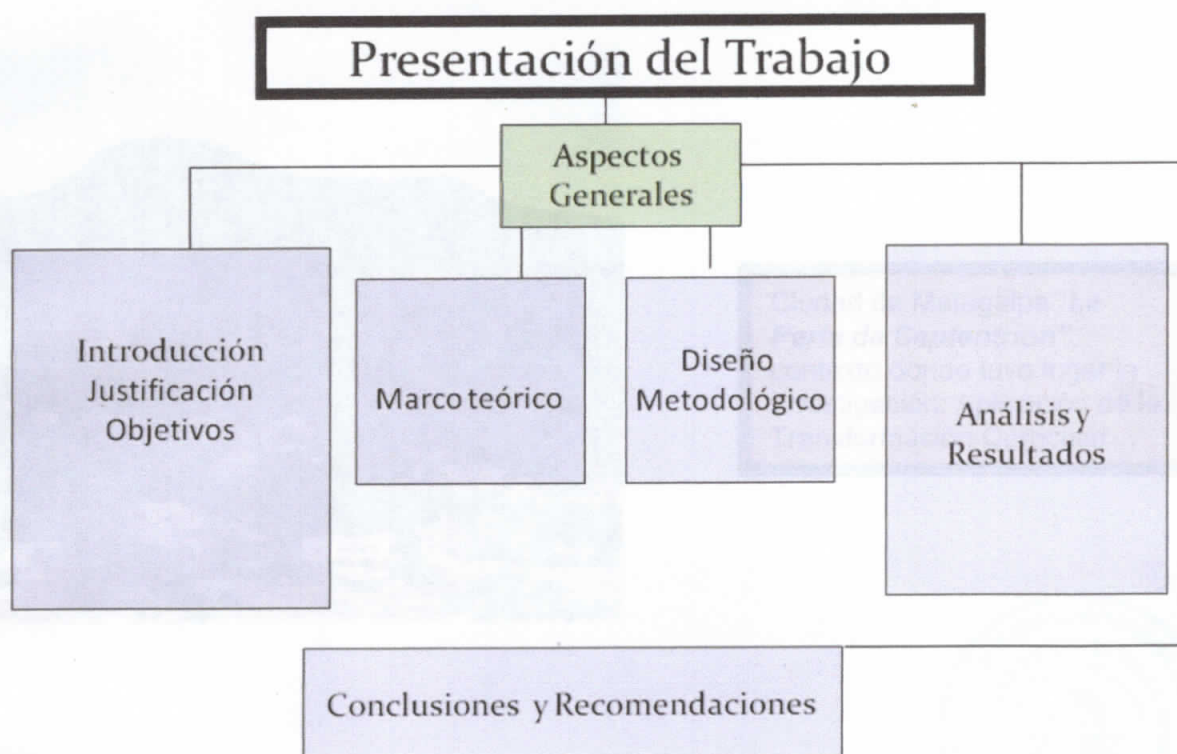 Presentación del Trabajo
Aspectos
Generales
Introducción
Justificación
Objetivos
Marco teórico
Diseño
Metodológico
Análisis y
Resultados
Conclusiones y Recomendaciones